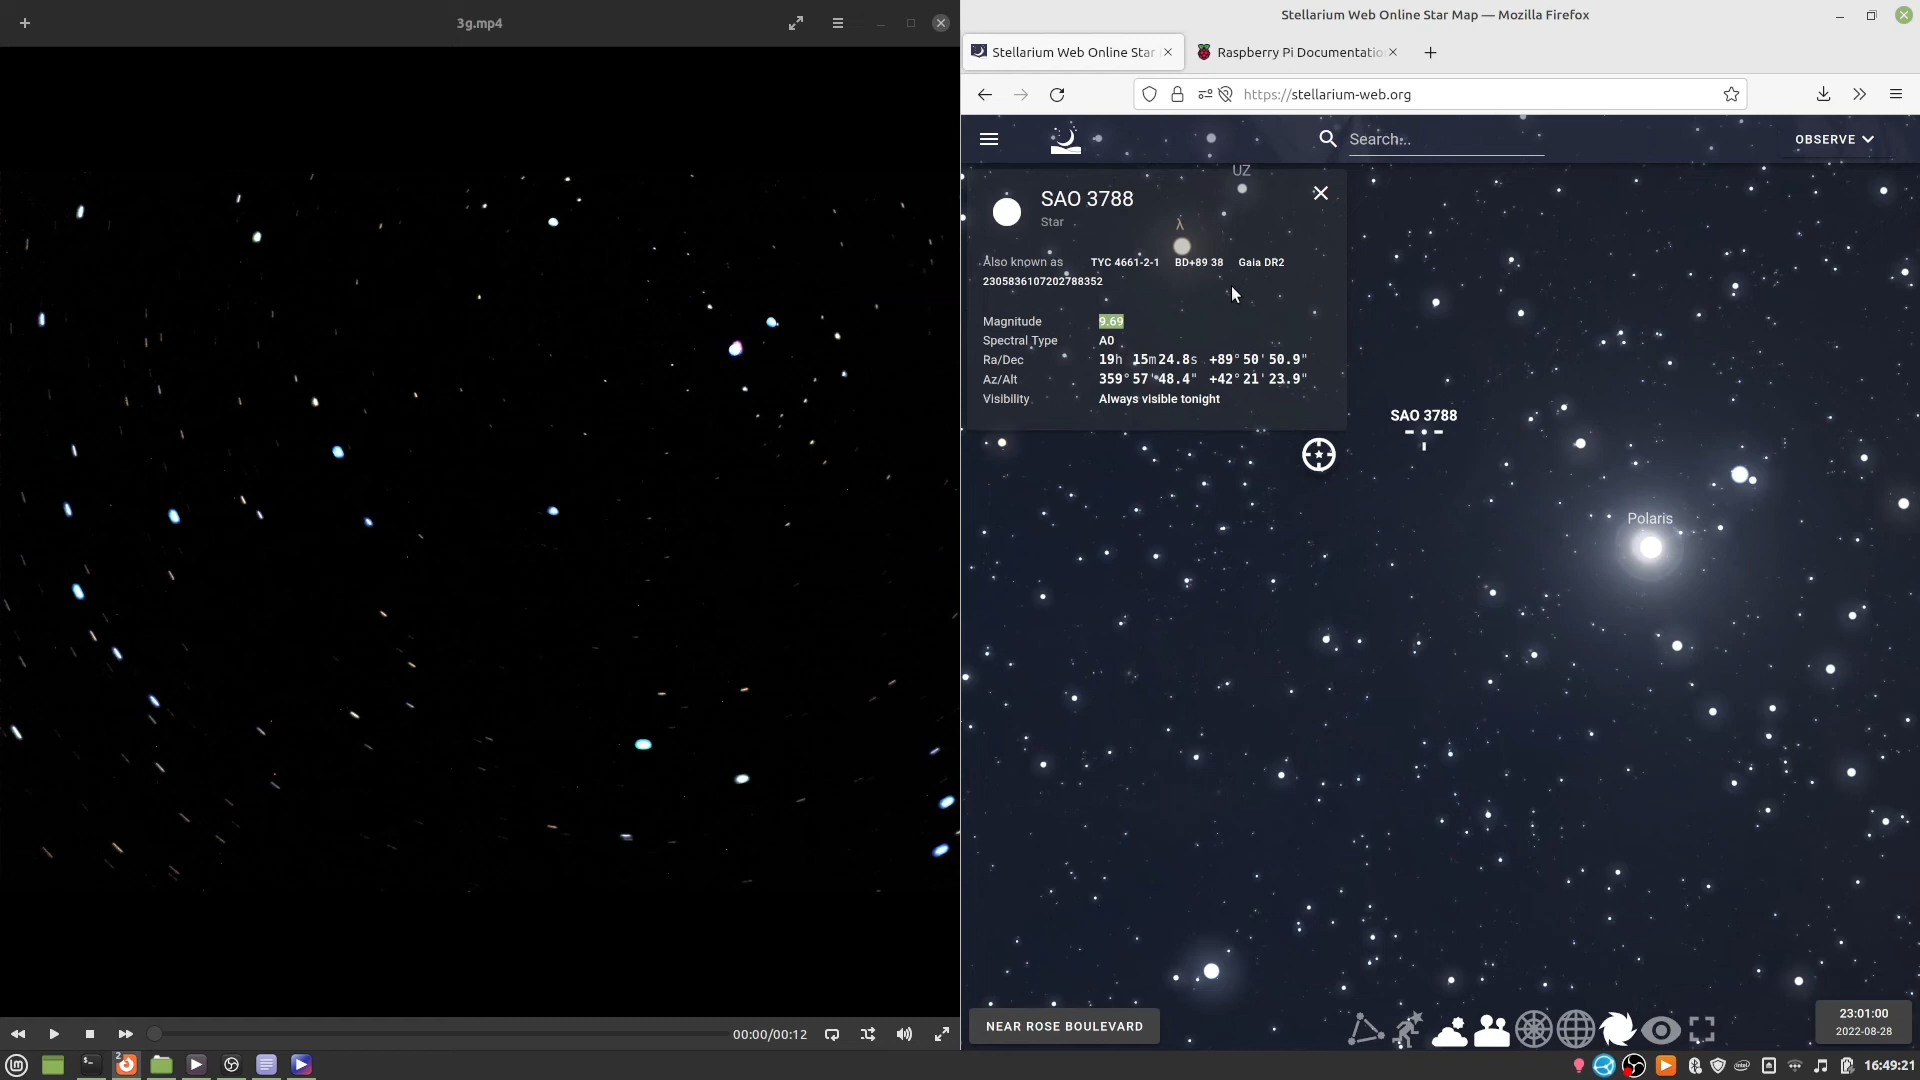 3g.mp4
00:00/00:12
Stellarium Web Online Star Map — Mozilla Firefox
Stellarium Web Online Star
Raspberry Pi Documentatio
https://stellarium-web.org
Search...
OBSERVE
UZ
SAO 3788
Star
λ
Also known as TYC 4661-2-1 BD+89 38 Gaia DR2
2305836107202788352
Magnitude 9.69
Spectral Type A0
Ra/Dec 19h 15m24.8s +89°50'50.9"
Az/Alt 359°57'48.4" +42°21'23.9"
Visibility Always visible tonight
SAO 3788
Polaris
NEAR ROSE BOULEVARD
23:01:00
2022-08-28
2
16:49:21